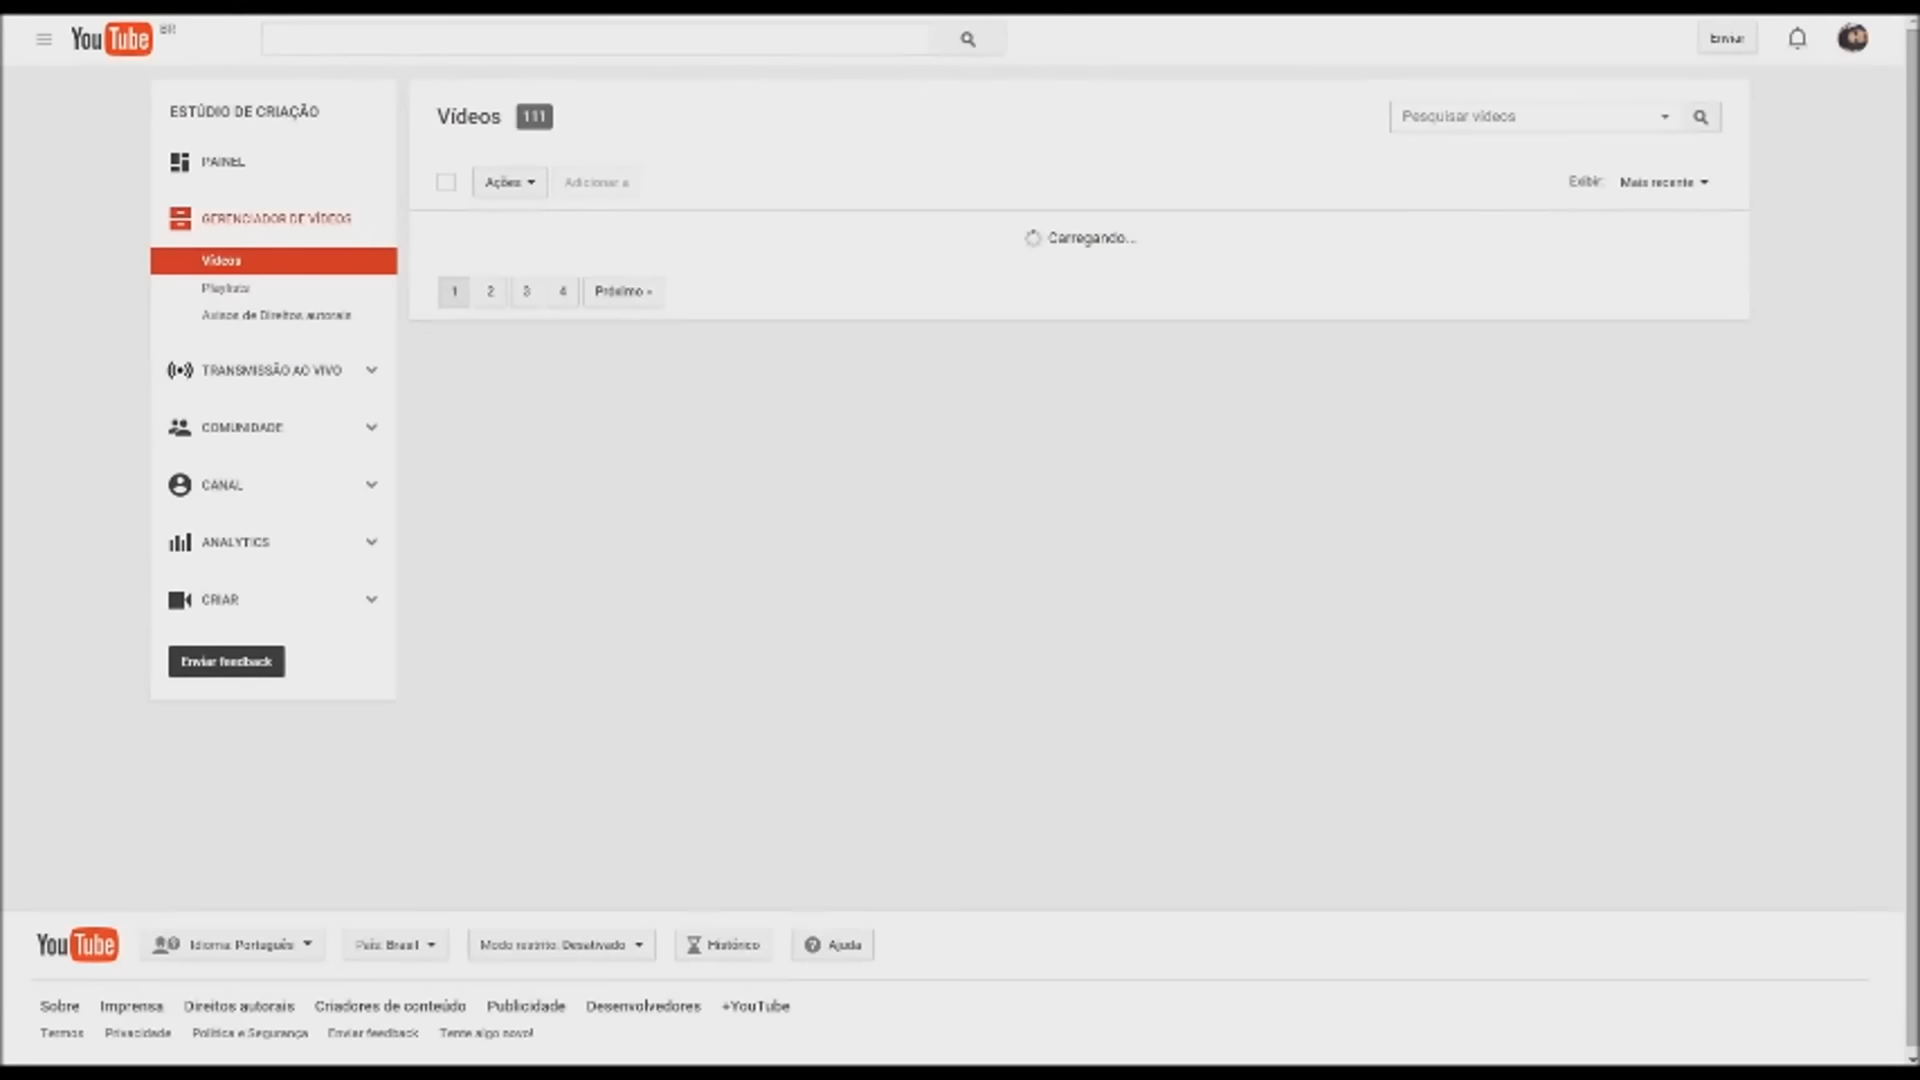 YouTube BR
Enviar
ESTÚDIO DE CRIAÇÃO
PAINEL
GERENCIADOR DE VÍDEOS
Vídeos
Playlists
Avisos de Direitos autorais
TRANSMISSÃO AO VIVO
COMUNIDADE
CANAL
ANALYTICS
CRIAR
Enviar feedback
Vídeos 111
Pesquisar vídeos
Ações Adicionar a
Exibir: Mais recente
Carregando...
1 2 3 4 Próximo »
YouTube Idioma: Português País: Brasil Modo restrito: Desativado Histórico Ajuda
Sobre Imprensa Direitos autorais Criadores de conteúdo Publicidade Desenvolvedores +YouTube
Termos Privacidade Política e Segurança Enviar feedback Tente algo novo!